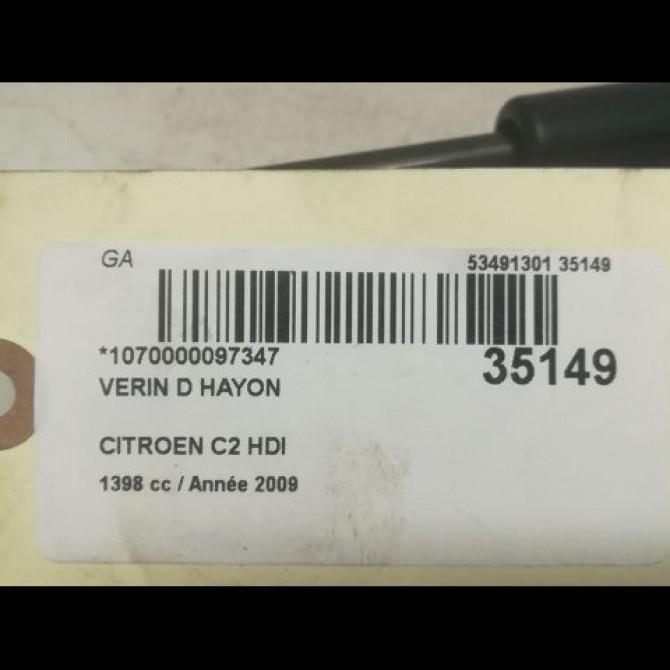 GA
53491301 35149
*1070000097347
35149
VERIN D HAYON
CITROEN C2 HDI
1398 cc / Année 2009